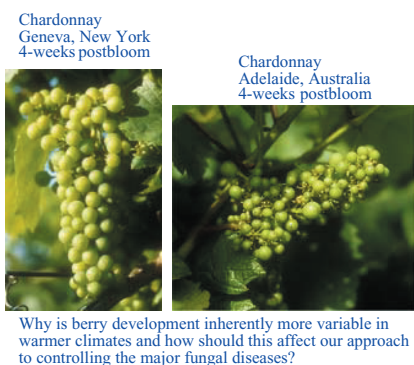 Chardonnay
Geneva, New York
4-weeks postbloom
Chardonnay
Adelaide, Australia
4-weeks postbloom
Why is berry development inherently more variable in
warmer climates and how should this affect our approach
to controlling the major fungal diseases?